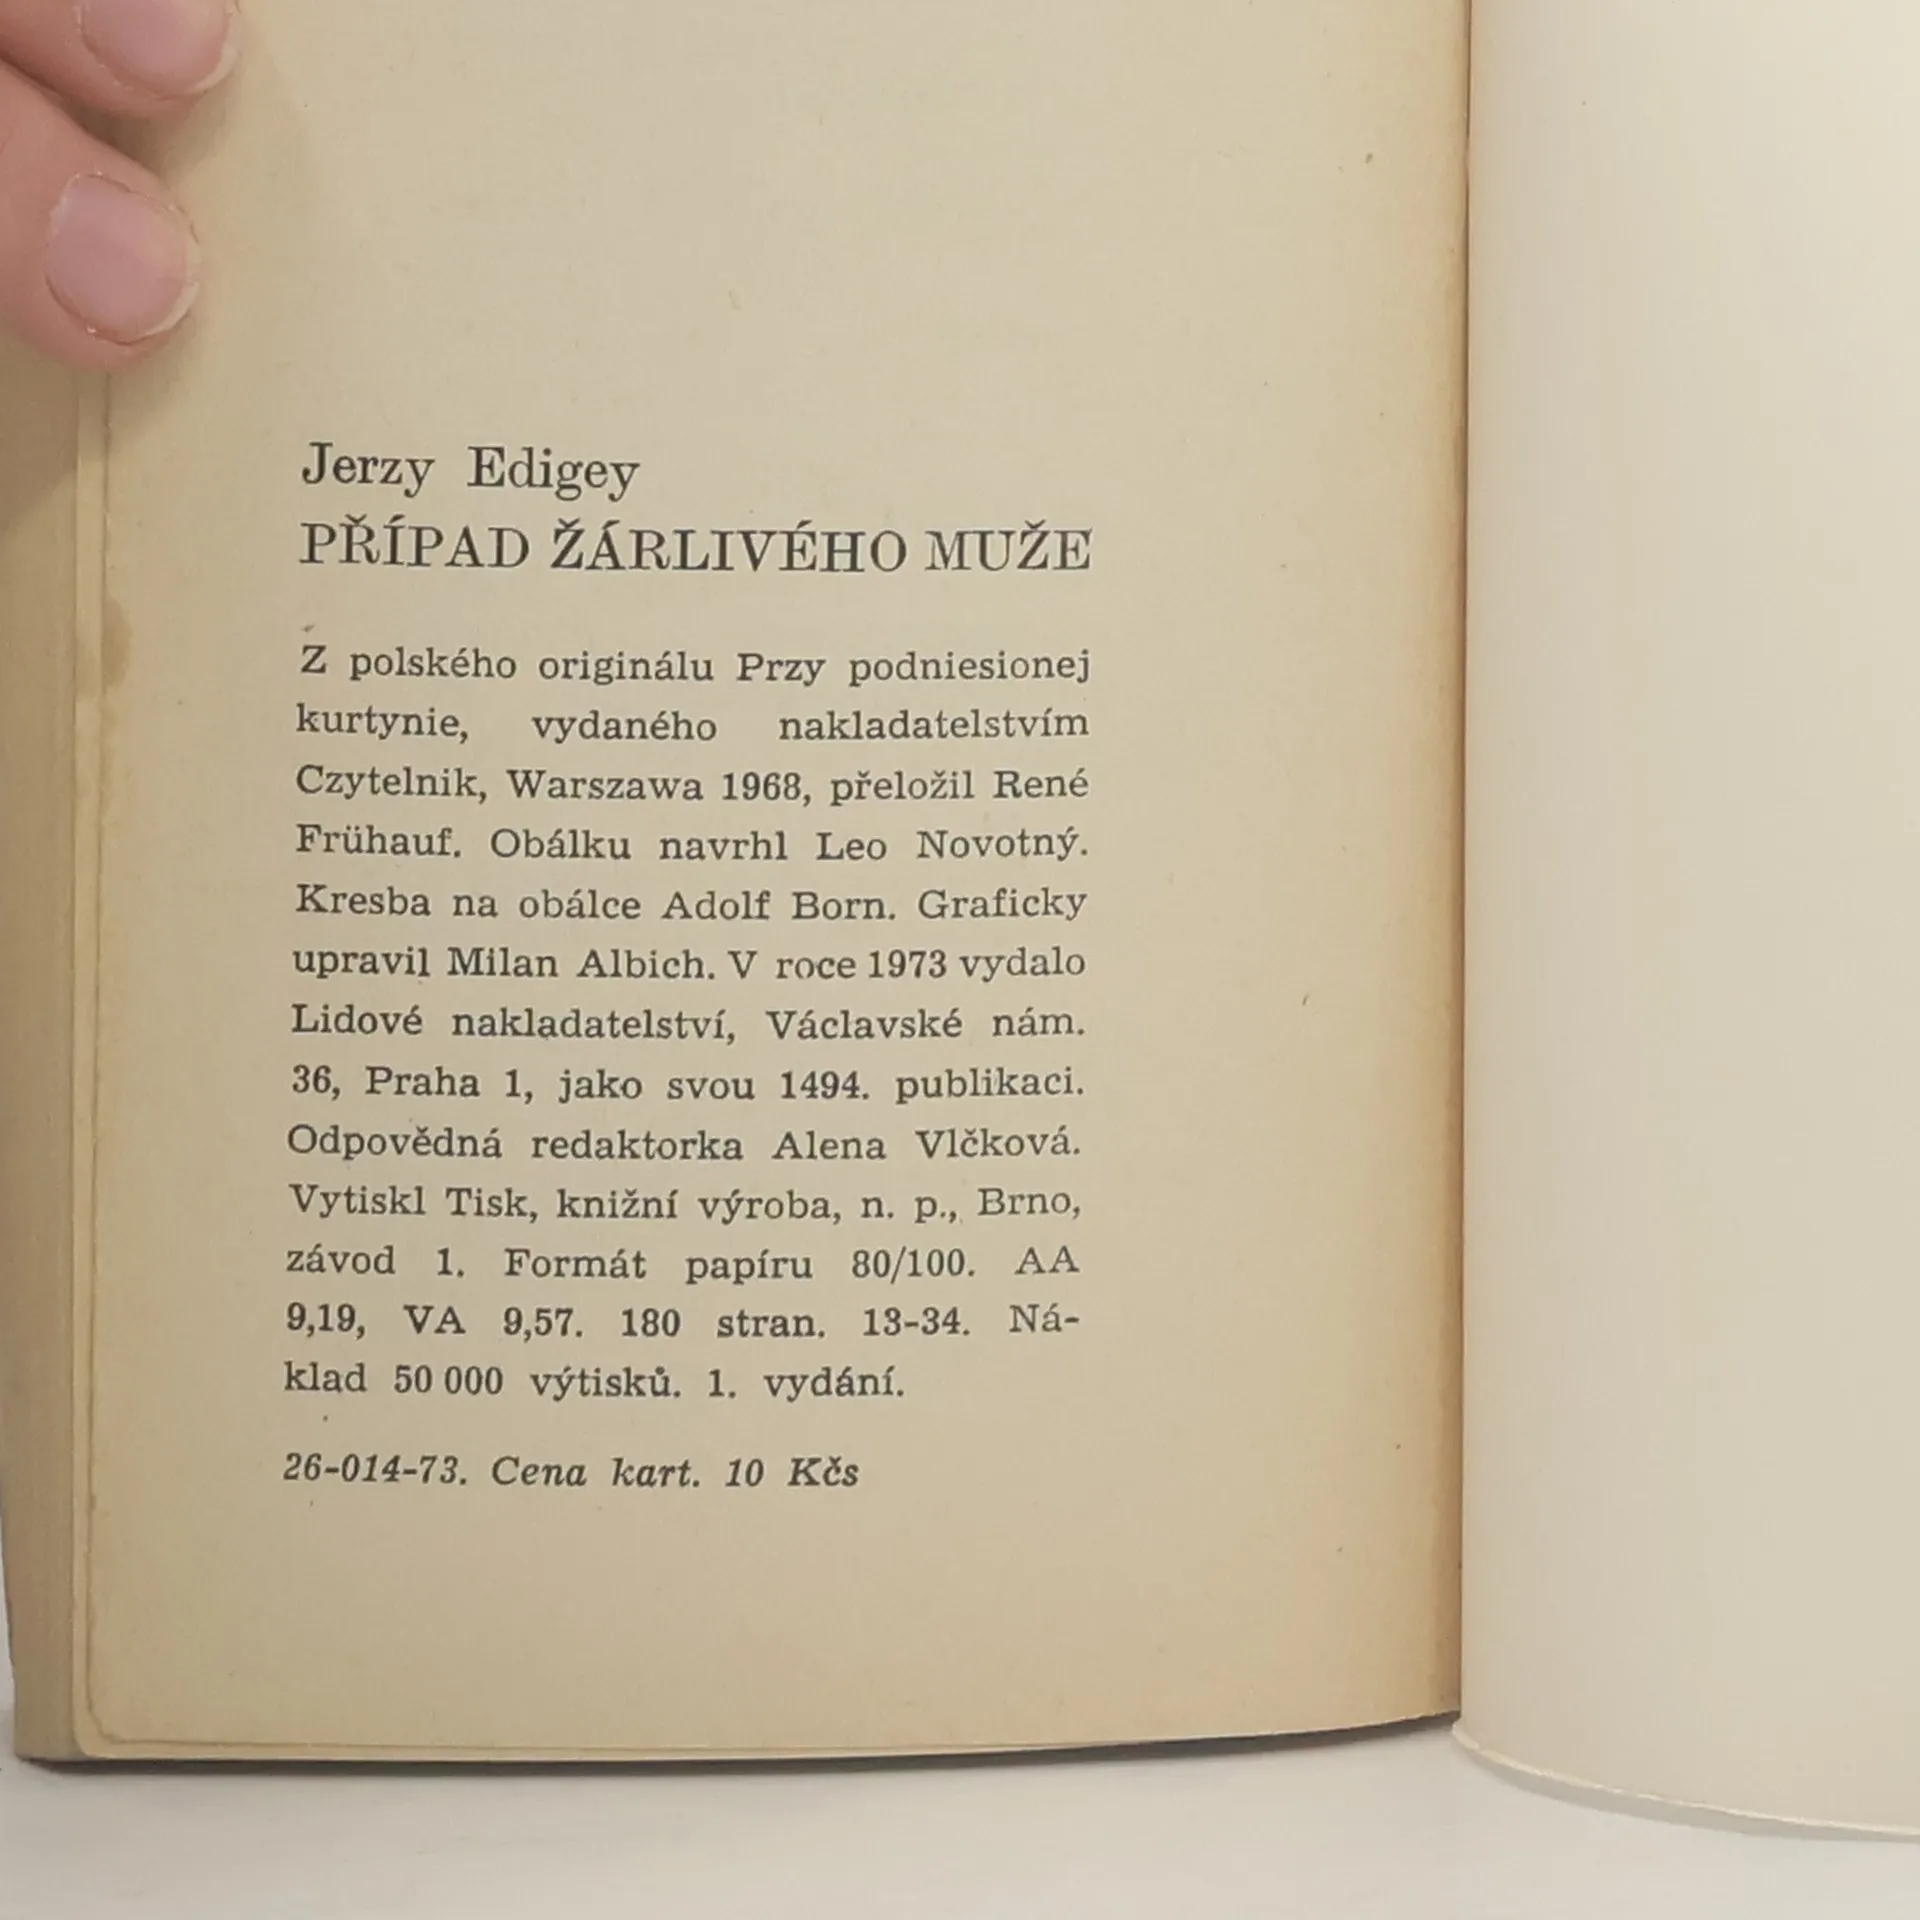 Jerzy Edigey
PŘÍPAD ŽÁRLIVÉHO MUŽE
Z polského originálu Przy podniesionej
kurtynie, vydaného nakladatelstvím
Czytelnik, Warszawa 1968, přeložil René
Frühauf. Obálku navrhl Leo Novotný.
Kresba na obálce Adolf Born. Graficky
upravil Milan Albich. V roce 1973 vydalo
Lidové nakladatelství, Václavské nám.
36, Praha 1, jako svou 1494. publikaci.
Odpovědná redaktorka Alena Vlčková.
Vytiskl Tisk, knižní výroba, n. p., Brno,
závod 1. Formát papíru 80/100. AA
9,19, VA 9,57. 180 stran. 13-34. Ná-
klad 50 000 výtisků. 1. vydání.
26-014-73. Cena kart. 10 Kčs